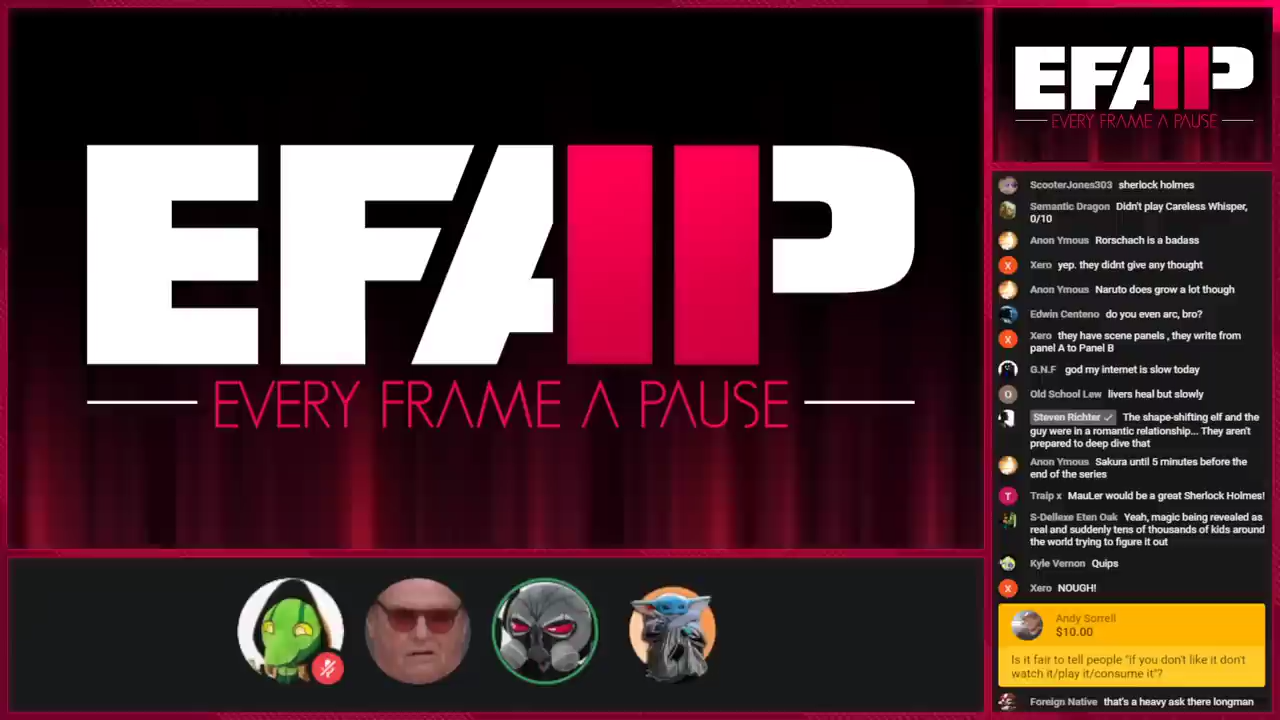 EFAP
EVERY FRAME A PAUSE
EFAP
EVERY FRAME A PAUSE
ScooterJones303 sherlock holmes
Semantic Dragon Didn't play Careless Whisper,
0/10
Anon Ymous Rorschach is a badass
X Xero yep. they didnt give any thought
Anon Ymous Naruto does grow a lot though
Edwin Centeno do you even arc, bro?
X Xero they have scene panels , they write from
panel A to Panel B
G.N.F god my internet is slow today
O Old School Lew livers heal but slowly
Steven Richter The shape-shifting elf and the
guy were in a romantic relationship... They aren't
prepared to deep dive that
Anon Ymous Sakura until 5 minutes before the
end of the series
T Traip x MauLer would be a great Sherlock Holmes!
S-Dellexe Eten Oak Yeah, magic being revealed as
real and suddenly tens of thousands of kids around
the world trying to figure it out
Kyle Vernon Quips
X Xero NOUGH!
Andy Sorrell
$10.00
Is it fair to tell people "if you don't like it don't
watch it/play it/consume it"?
Foreign Native that's a heavy ask there longman